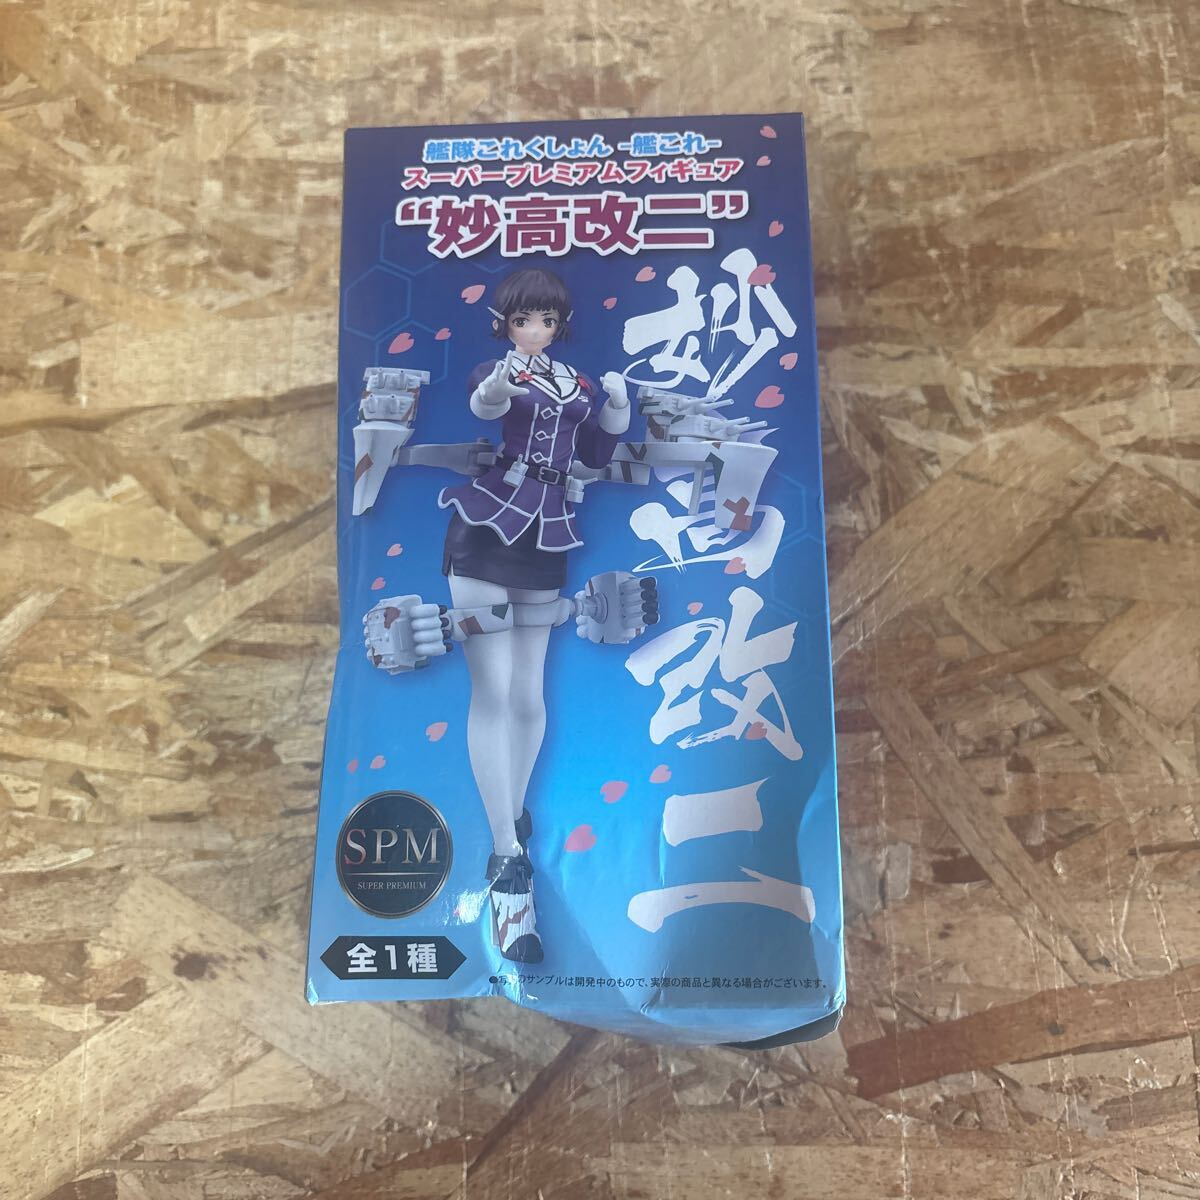 艦隊これくしょん -艦これ-
スーパープレミアムフィギュア
“妙高改二”
妙高改二
SPM
SUPER PREMIUM
全1種
●写真のサンプルは開発中のもので、実際の商品と異なる場合がございます。